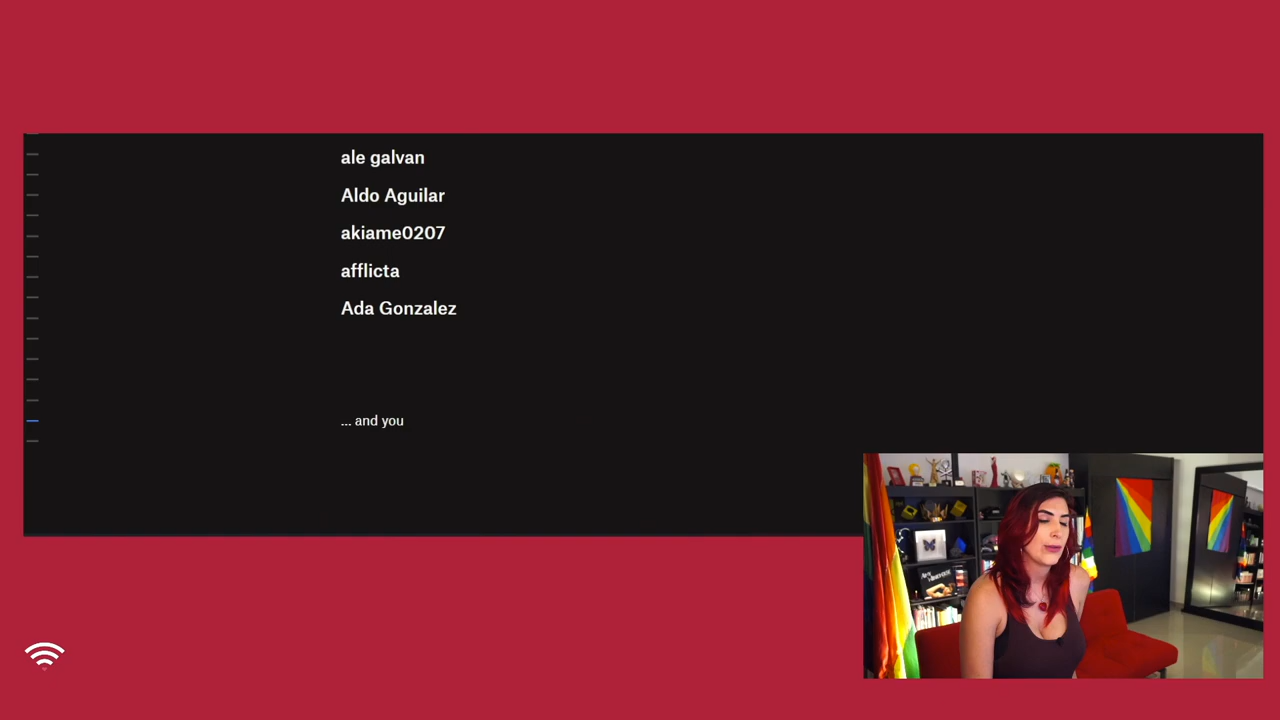 ale galvan
Aldo Aguilar
akiame0207
afflicta
Ada Gonzalez
... and you